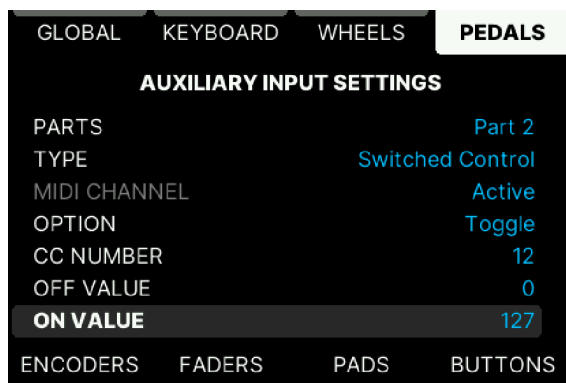 GLOBAL KEYBOARD WHEELS PEDALS
AUXILIARY INPUT SETTINGS
PARTS Part 2
TYPE Switched Control
MIDI CHANNEL Active
OPTION Toggle
CC NUMBER 12
OFF VALUE 0
ON VALUE 127
ENCODERS FADERS PADS BUTTONS